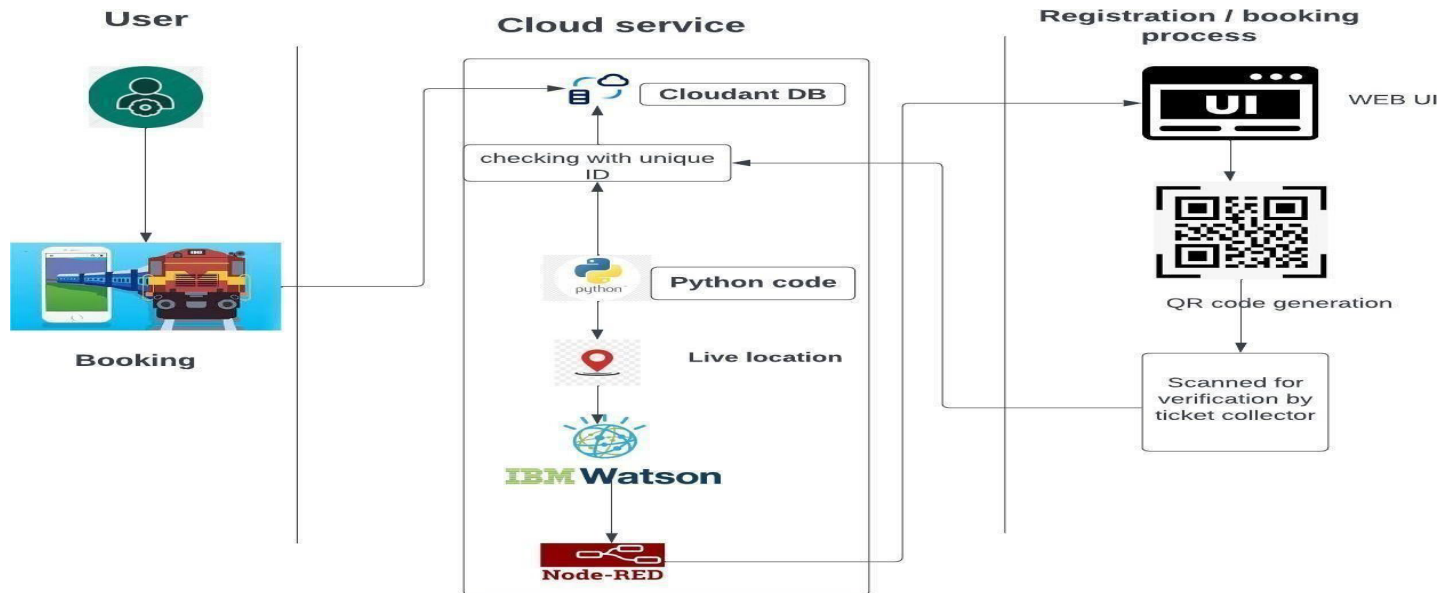 User
Cloud service
Registration / booking
process
Cloudant DB
UI
WEB UI
checking with unique
ID
python
Python code
QR code generation
Booking
Live location
Scanned for
verification by
ticket collector
IBM Watson
Node-RED